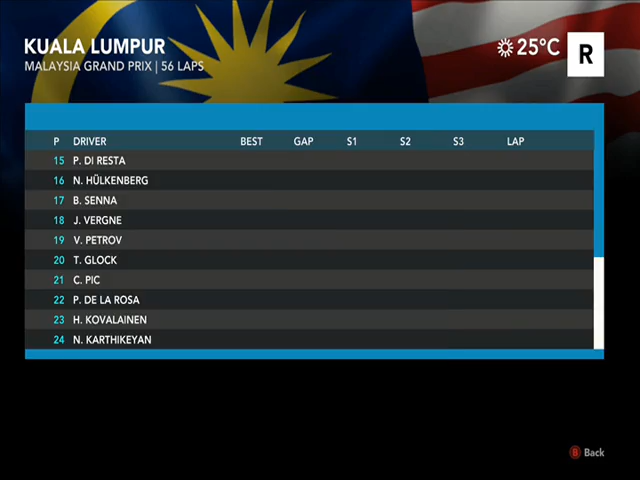 KUALA LUMPUR
MALAYSIA GRAND PRIX | 56 LAPS
25°C
R
P DRIVER BEST GAP S1 S2 S3 LAP
15 P. DI RESTA
16 N. HÜLKENBERG
17 B. SENNA
18 J. VERGNE
19 V. PETROV
20 T. GLOCK
21 C. PIC
22 P. DE LA ROSA
23 H. KOVALAINEN
24 N. KARTHIKEYAN
B Back